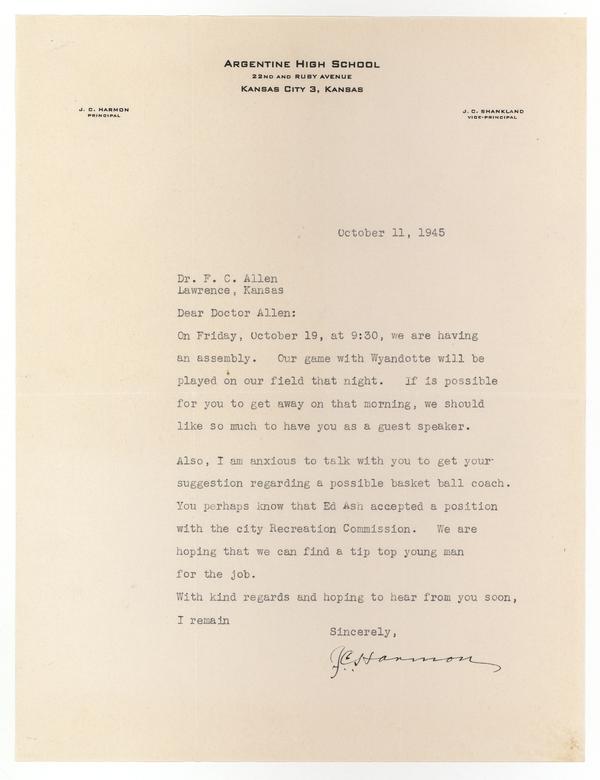 ARGENTINE HIGH SCHOOL
22ND AND RUBY AVENUE
KANSAS CITY 3, KANSAS
J. C. HARMON
PRINCIPAL
J. C. SHANKLAND
VICE-PRINCIPAL
October 11, 1945
Dr. F. C. Allen
Lawrence, Kansas
Dear Doctor Allen:
On Friday, October 19, at 9:30, we are having
an assembly. Our game with Wyandotte will be
played on our field that night. If is possible
for you to get away on that morning, we should
like so much to have you as a guest speaker.
Also, I am anxious to talk with you to get your
suggestion regarding a possible basket ball coach.
You perhaps know that Ed Ash accepted a position
with the city Recreation Commission. We are
hoping that we can find a tip top young man
for the job.
With kind regards and hoping to hear from you soon,
I remain
Sincerely,
J.C. Harmon